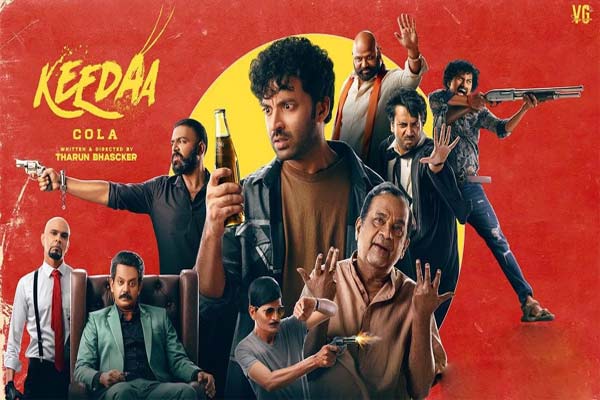 VG
KEEDAA
COLA
WRITTEN & DIRECTED BY
THARUN BHASCKER